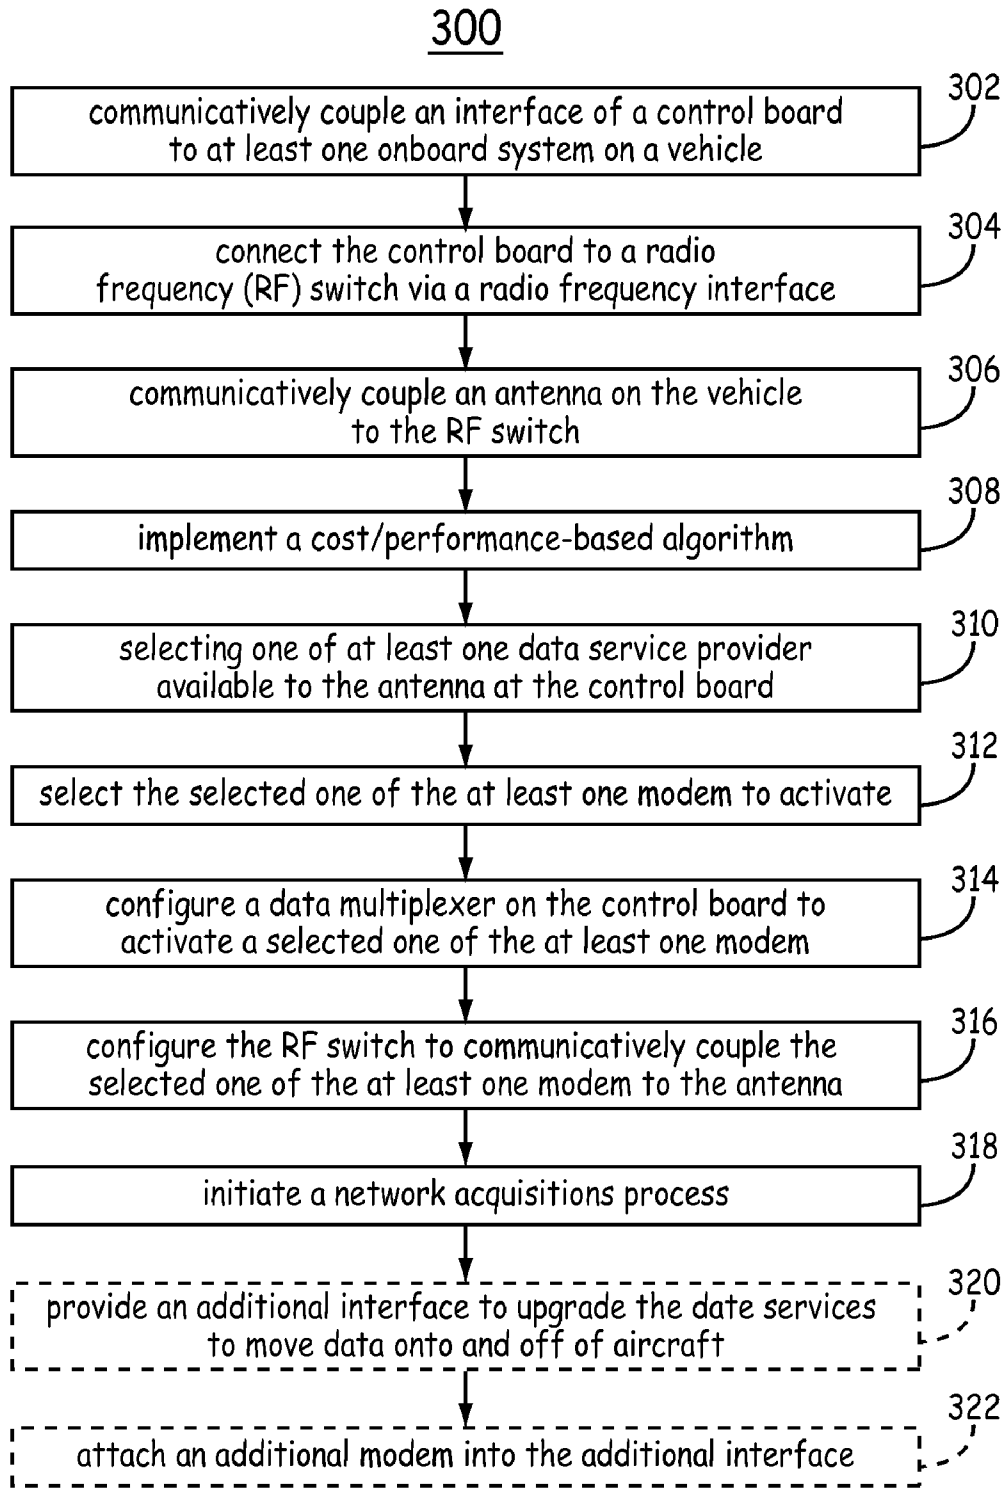 300
302
communicatively couple an interface of a control board
to at least one onboard system on a vehicle
304
connect the control board to a radio
frequency (RF) switch via a radio frequency interface
306
communicatively couple an antenna on the vehicle
to the RF switch
308
implement a cost/performance-based algorithm
310
selecting one of at least one data service provider
available to the antenna at the control board
312
select the selected one of the at least one modem to activate
314
configure a data multiplexer on the control board to
activate a selected one of the at least one modem
316
configure the RF switch to communicatively couple the
selected one of the at least one modem to the antenna
318
initiate a network acquisitions process
320
provide an additional interface to upgrade the date services
to move data onto and off of aircraft
322
attach an additional modem into the additional interface